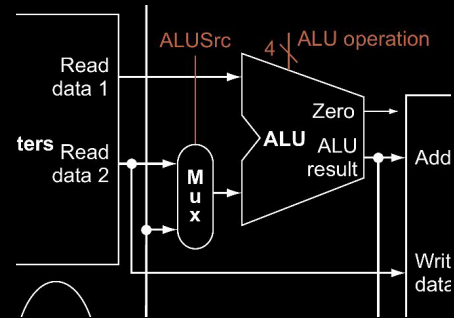 ALUSrc
4
ALU operation
Read
data 1
Zero
ters
Read
data 2
ALU
ALU
result
Add
M
u
x
Writ
data